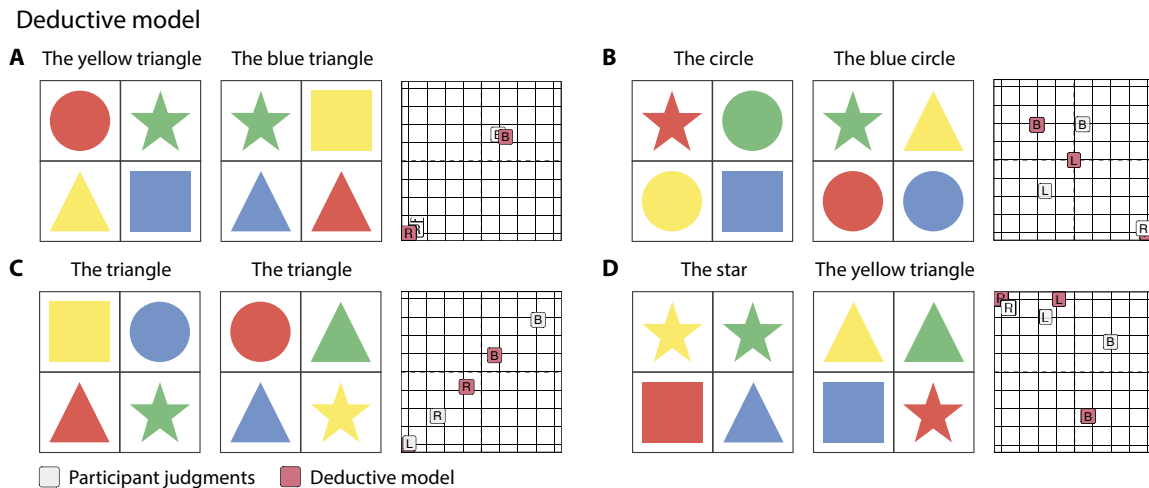 Deductive model
A The yellow triangle The blue triangle
B
R
B The circle The blue circle
B B
L
L
R
C The triangle The triangle
B
B
R
R
L
D The star The yellow triangle
L
R L
B
B
Participant judgments Deductive model